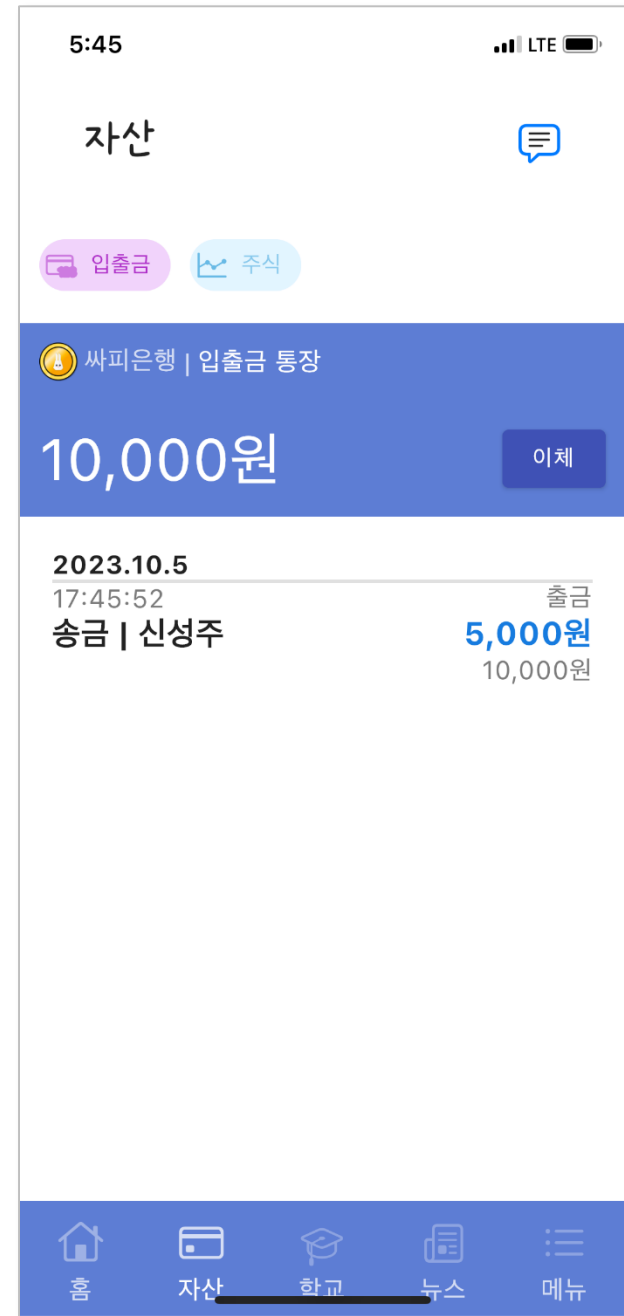 5:45 LTE
자산
입출금 주식
싸피은행 | 입출금 통장
10,000원 이체
2023.10.5
17:45:52 출금
송금 | 신성주 5,000원
10,000원
홈 자산 학교 뉴스 메뉴